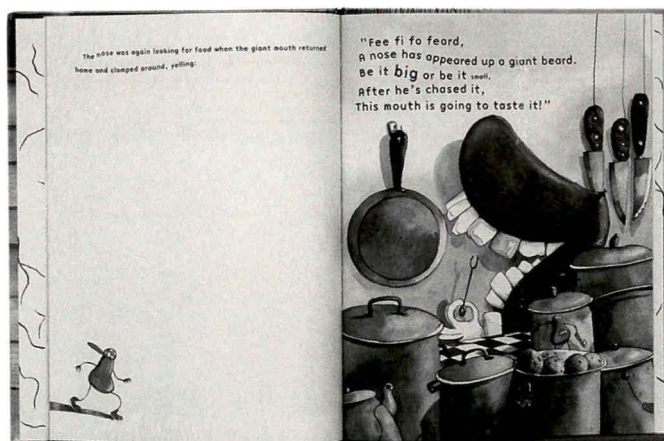 The nose was again looking for food when the giant mouth returned
home and clomped around, yelling:
"Fee fi fo feard,
A nose has appeared up a giant beard.
Be it big or be it small,
After he's chased it,
This mouth is going to taste it!"